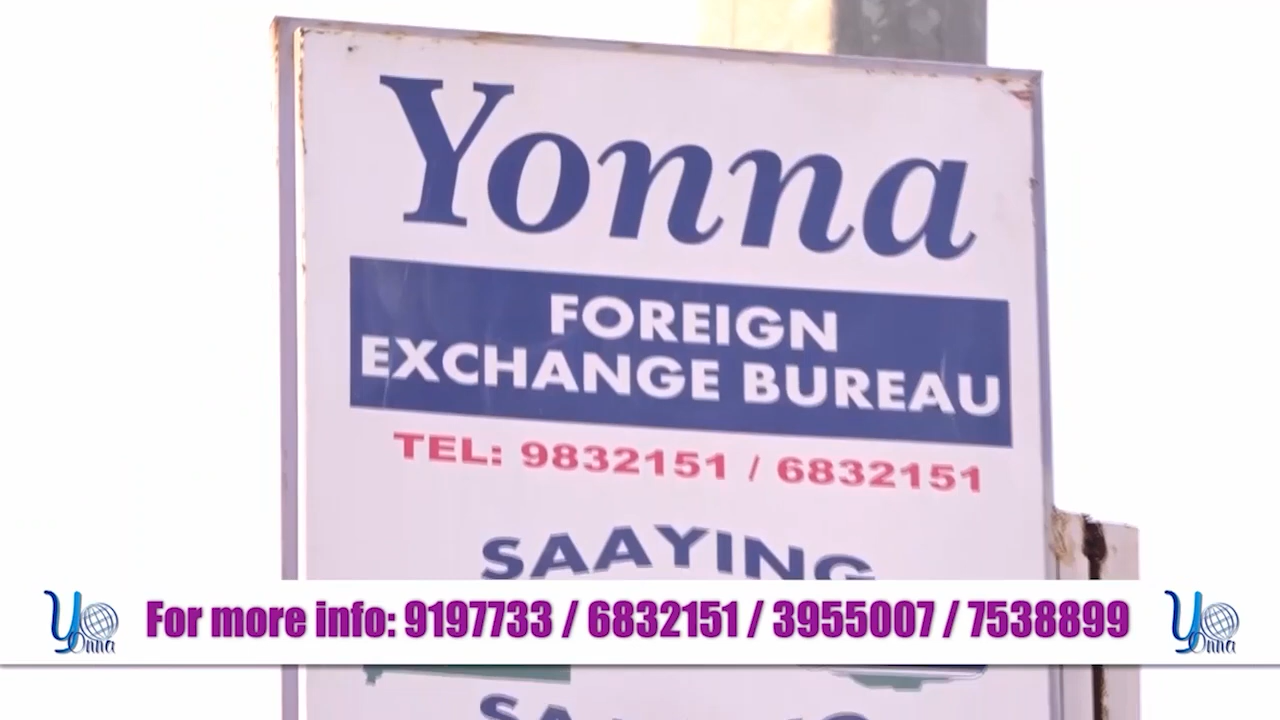 Yonna
FOREIGN
EXCHANGE BUREAU
TEL: 9832151 / 6832151
SAAYING
Yonna For more info: 9197733 / 6832151 / 3955007 / 7538899 Yonna